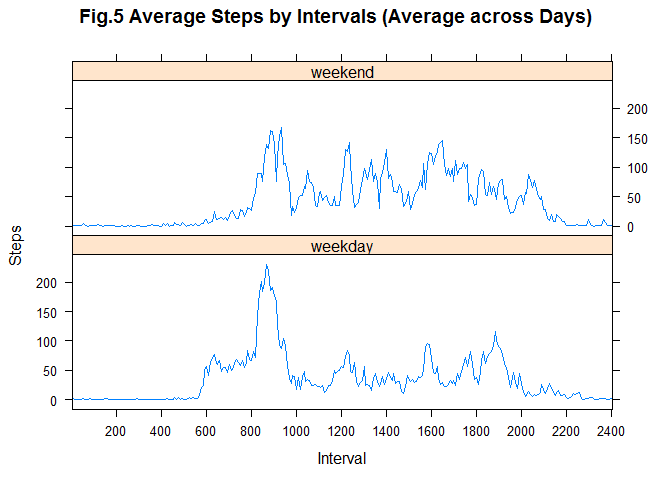 Fig.5 Average Steps by Intervals (Average across Days)
weekend
200
150
100
50
0
weekday
200
150
100
50
0
Steps
200 400 600 800 1000 1200 1400 1600 1800 2000 2200 2400
Interval